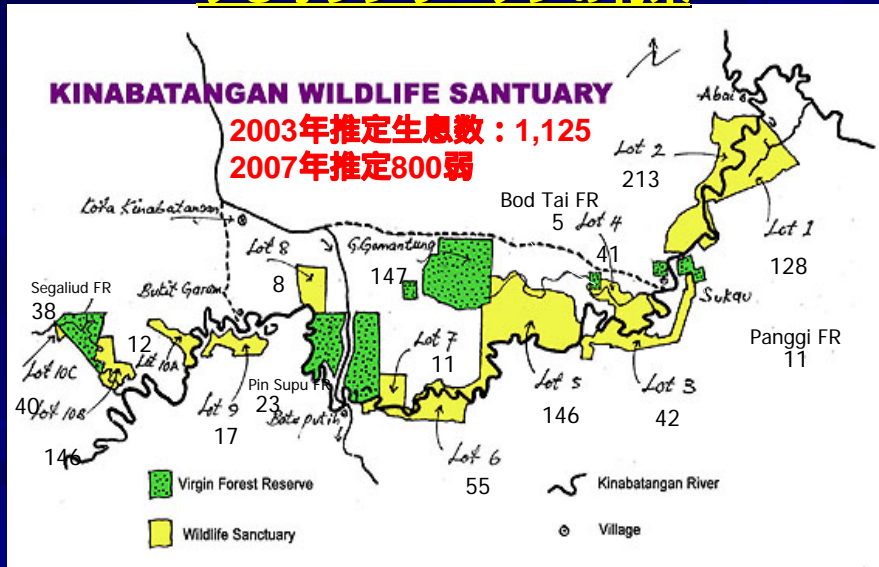 KINABATANGAN WILDLIFE SANTUARY
2003年推定生息数：1,125
2007年推定800弱
Abai
Lot 2
213
Bod Tai FR
5
Lot 4
41
Lot 1
128
Kota Kinabatangan
Lot 8
8
G.Gomantung
147
Sukau
Segaliud FR
38
Butit Garam
12
Lot 10A
Panggi FR
11
Lot 7
11
Lot 10C
40
Lot 10B
146
Lot 9
17
Pin Supu FR
23
Batu putih
Lot 5
146
Lot 3
42
Lot 6
55
Virgin Forest Reserve
Kinabatangan River
Wildlife Sanctuary
Village